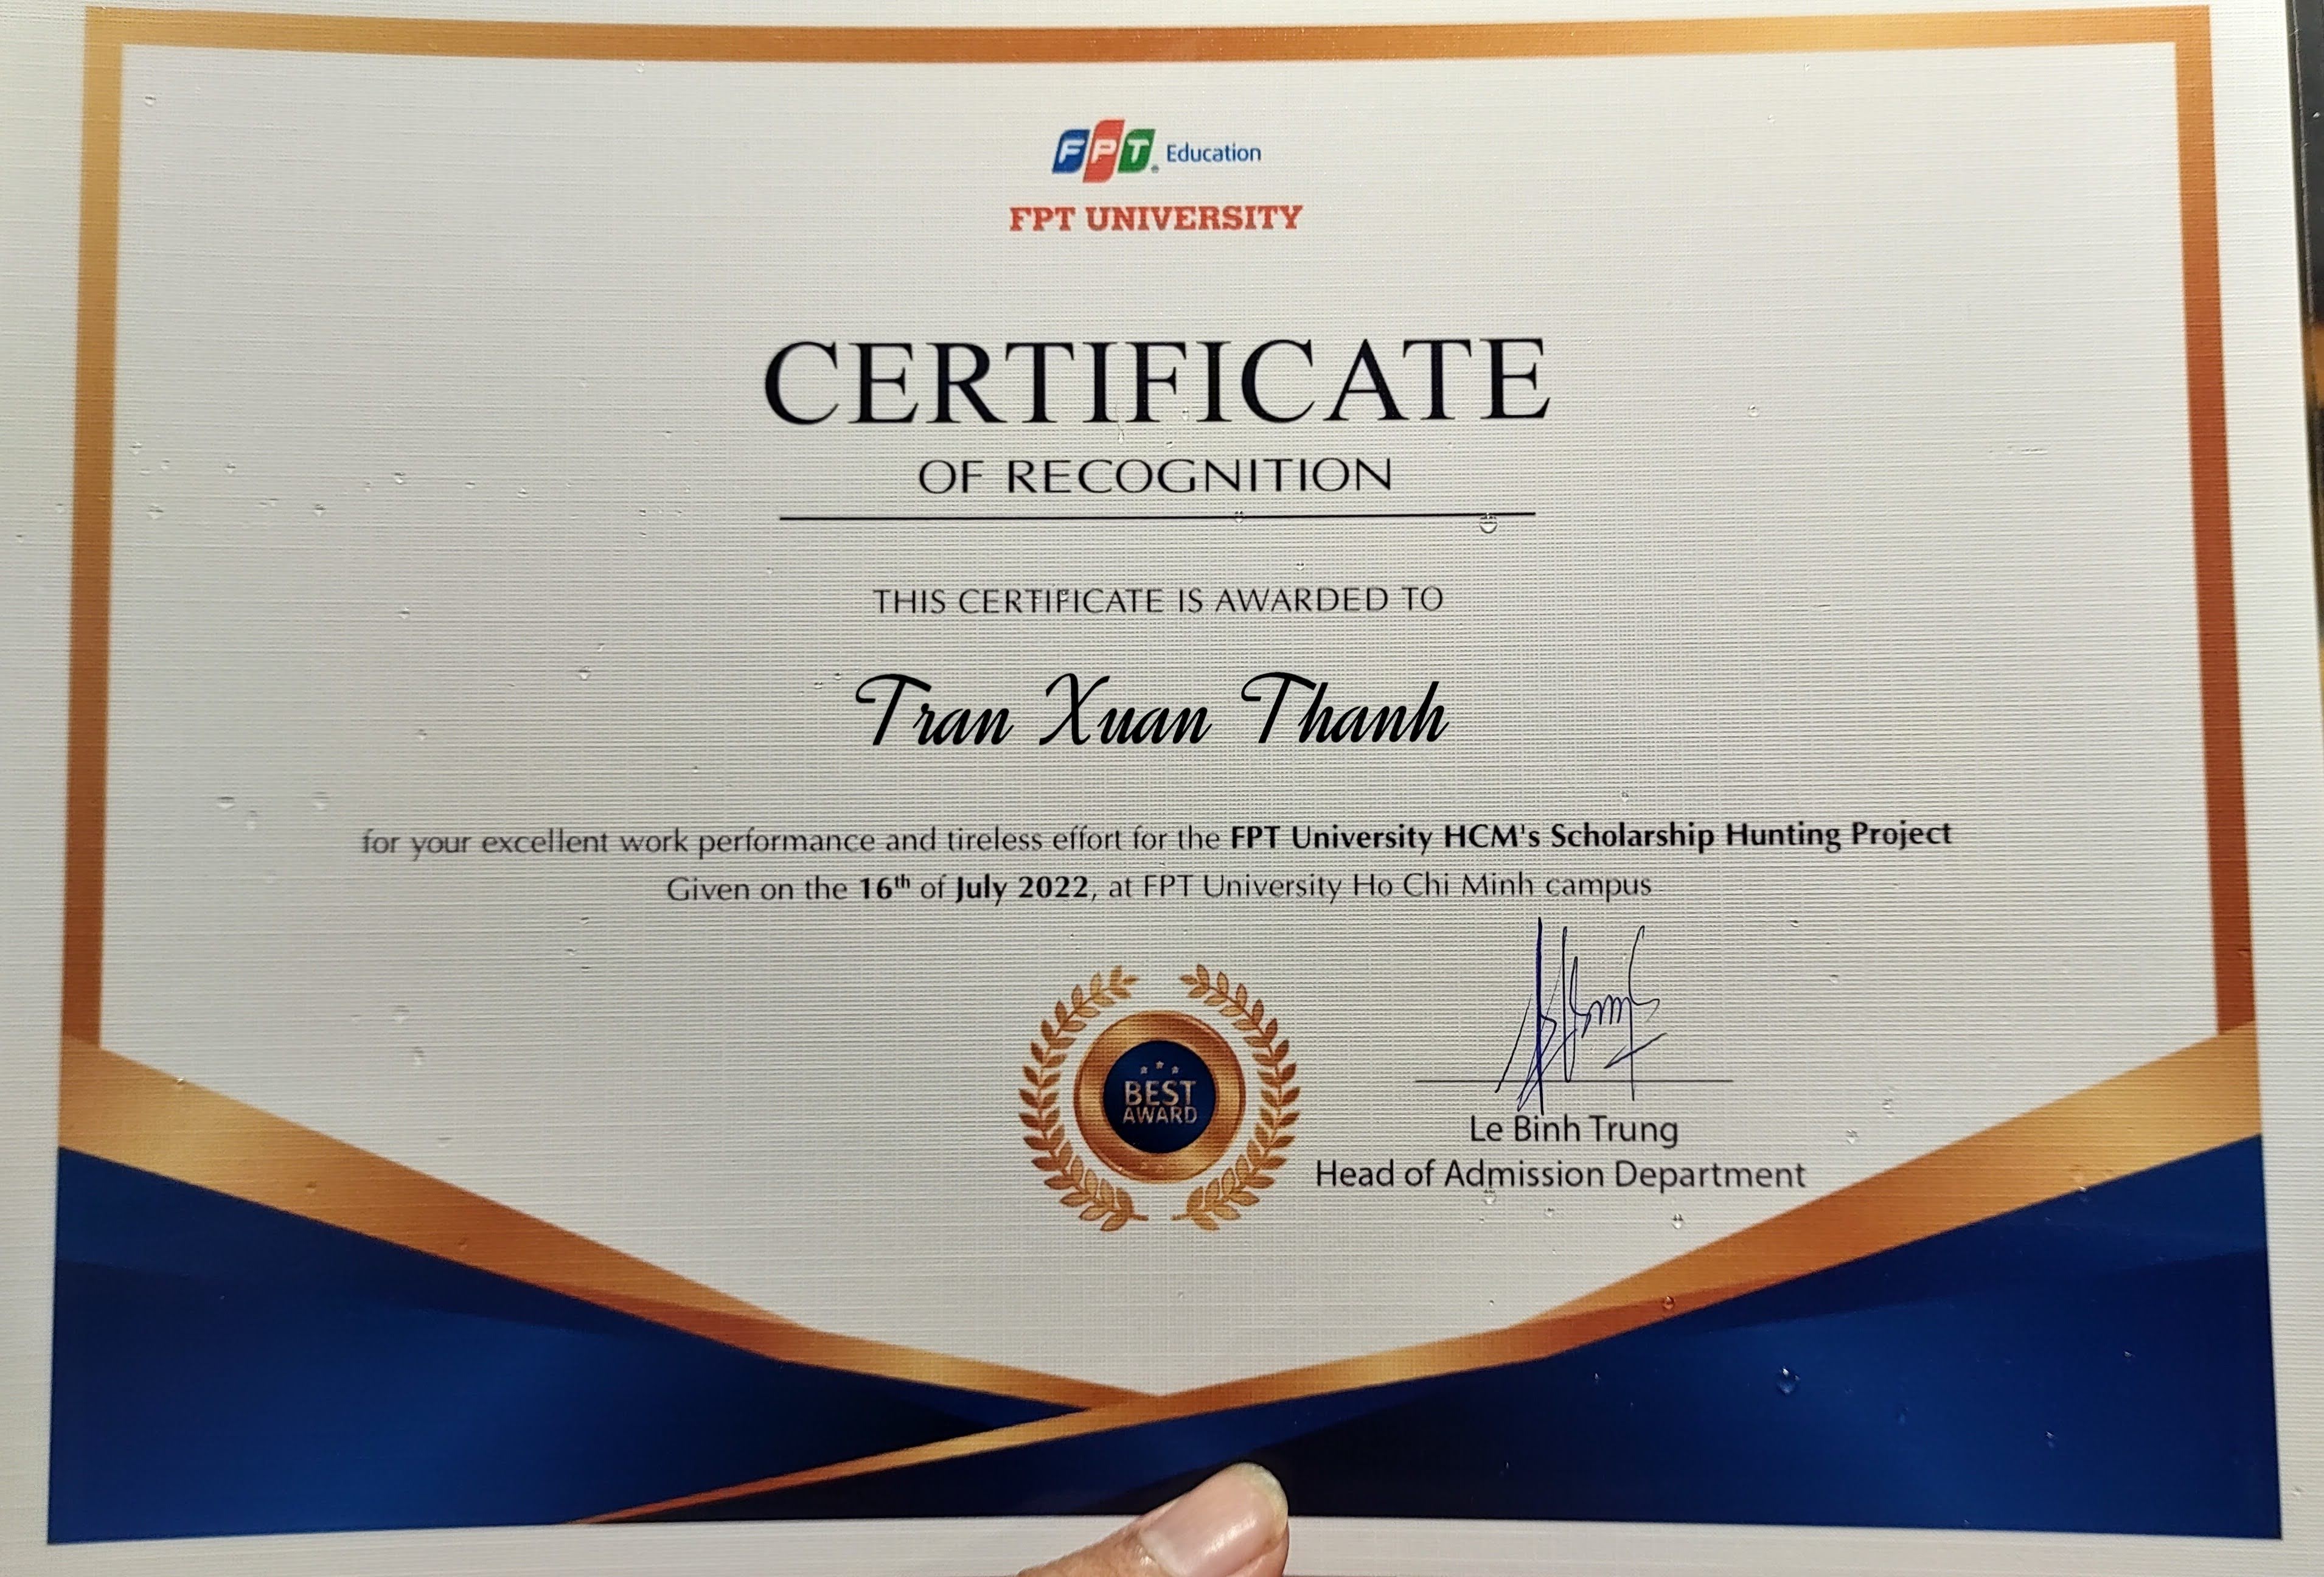 FPT Education
FPT UNIVERSITY
CERTIFICATE
OF RECOGNITION
THIS CERTIFICATE IS AWARDED TO
Tran Xuan Thanh
for your excellent work performance and tireless effort for the FPT University HCM's Scholarship Hunting Project
Given on the 16th of July 2022, at FPT University Ho Chi Minh campus
BEST
AWARD
Le Binh Trung
Head of Admission Department